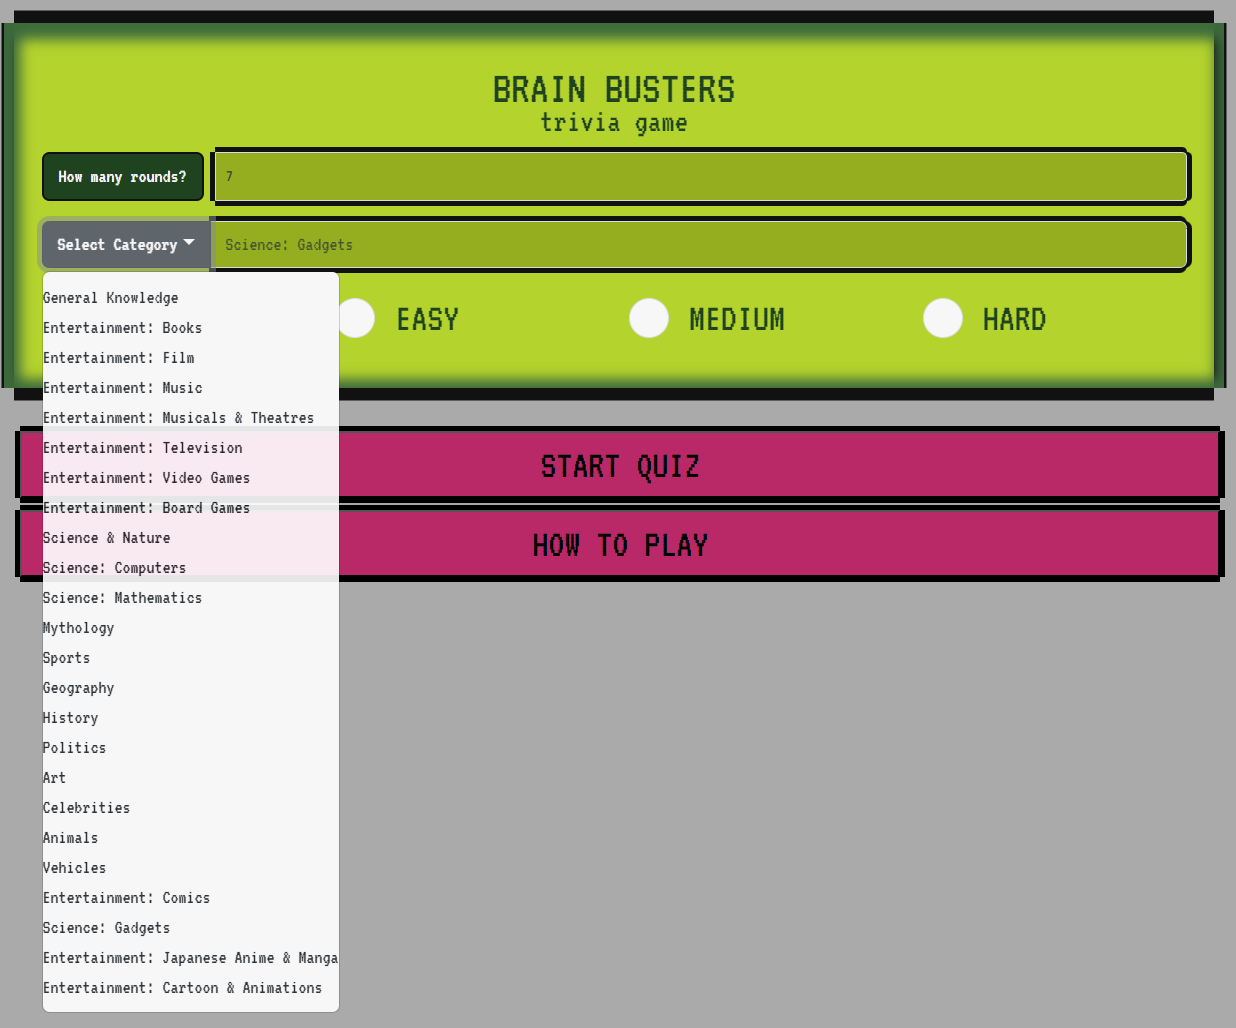 BRAIN BUSTERS
trivia game
How many rounds? 7
Select Category Science: Gadgets
EASY MEDIUM HARD
START QUIZ
HOW TO PLAY
General Knowledge
Entertainment: Books
Entertainment: Film
Entertainment: Music
Entertainment: Musicals & Theatres
Entertainment: Television
Entertainment: Video Games
Entertainment: Board Games
Science & Nature
Science: Computers
Science: Mathematics
Mythology
Sports
Geography
History
Politics
Art
Celebrities
Animals
Vehicles
Entertainment: Comics
Science: Gadgets
Entertainment: Japanese Anime & Manga
Entertainment: Cartoon & Animations